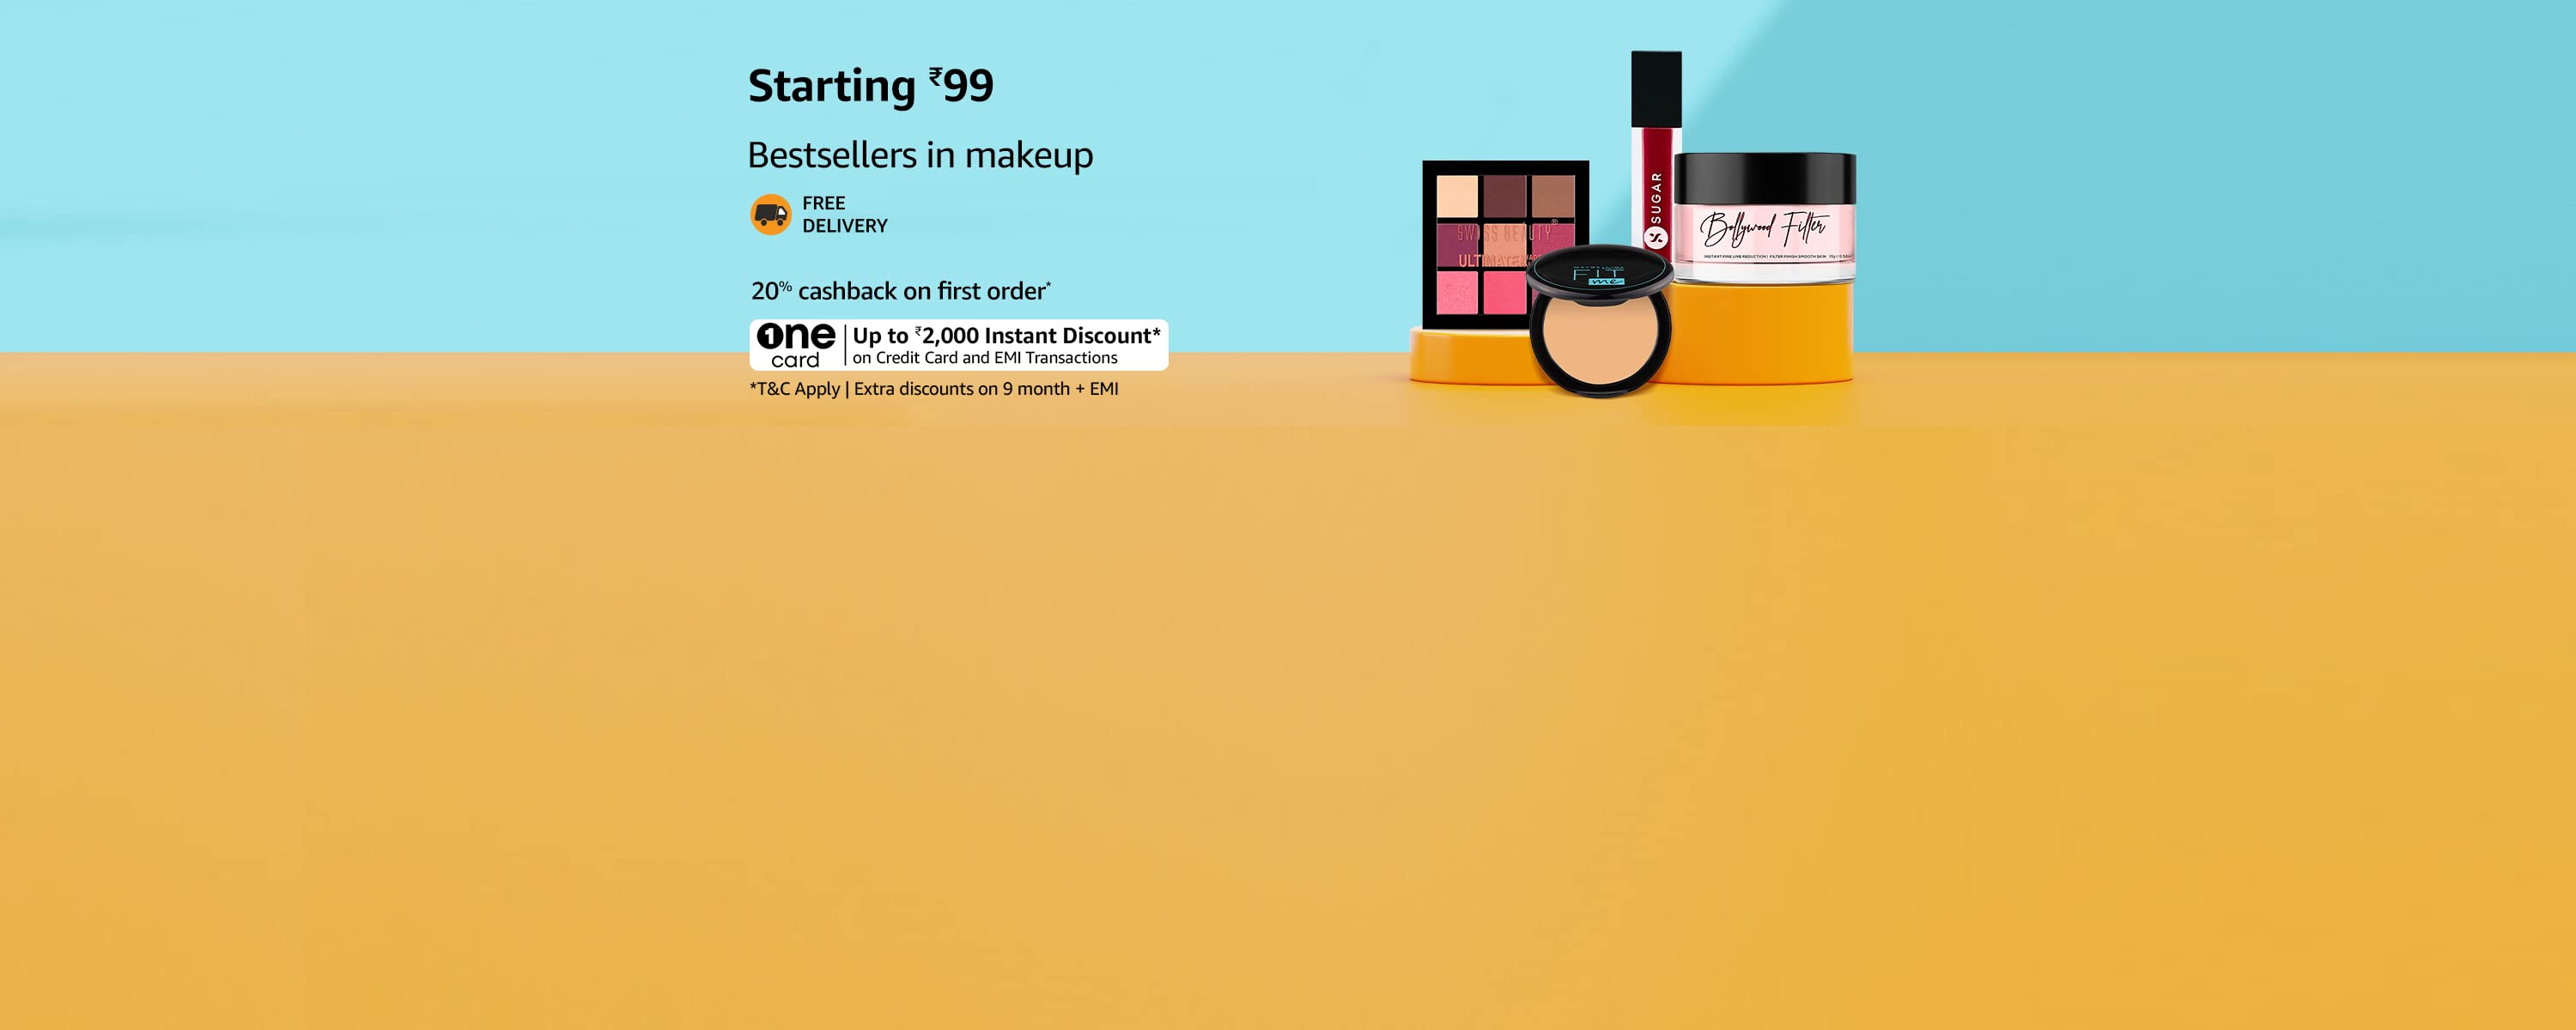 Starting ₹99
Bestsellers in makeup
FREE
DELIVERY
20% cashback on first order*
1ne
card
Up to ₹2,000 Instant Discount*
on Credit Card and EMI Transactions
*T&C Apply | Extra discounts on 9 month + EMI
SWISS BEAUTY®
ULTIMATE
SUGAR
FIT
me
Bollywood Filter
INSTANT FINE LINE REDUCTION | FILTER FINISH SMOOTH SKIN